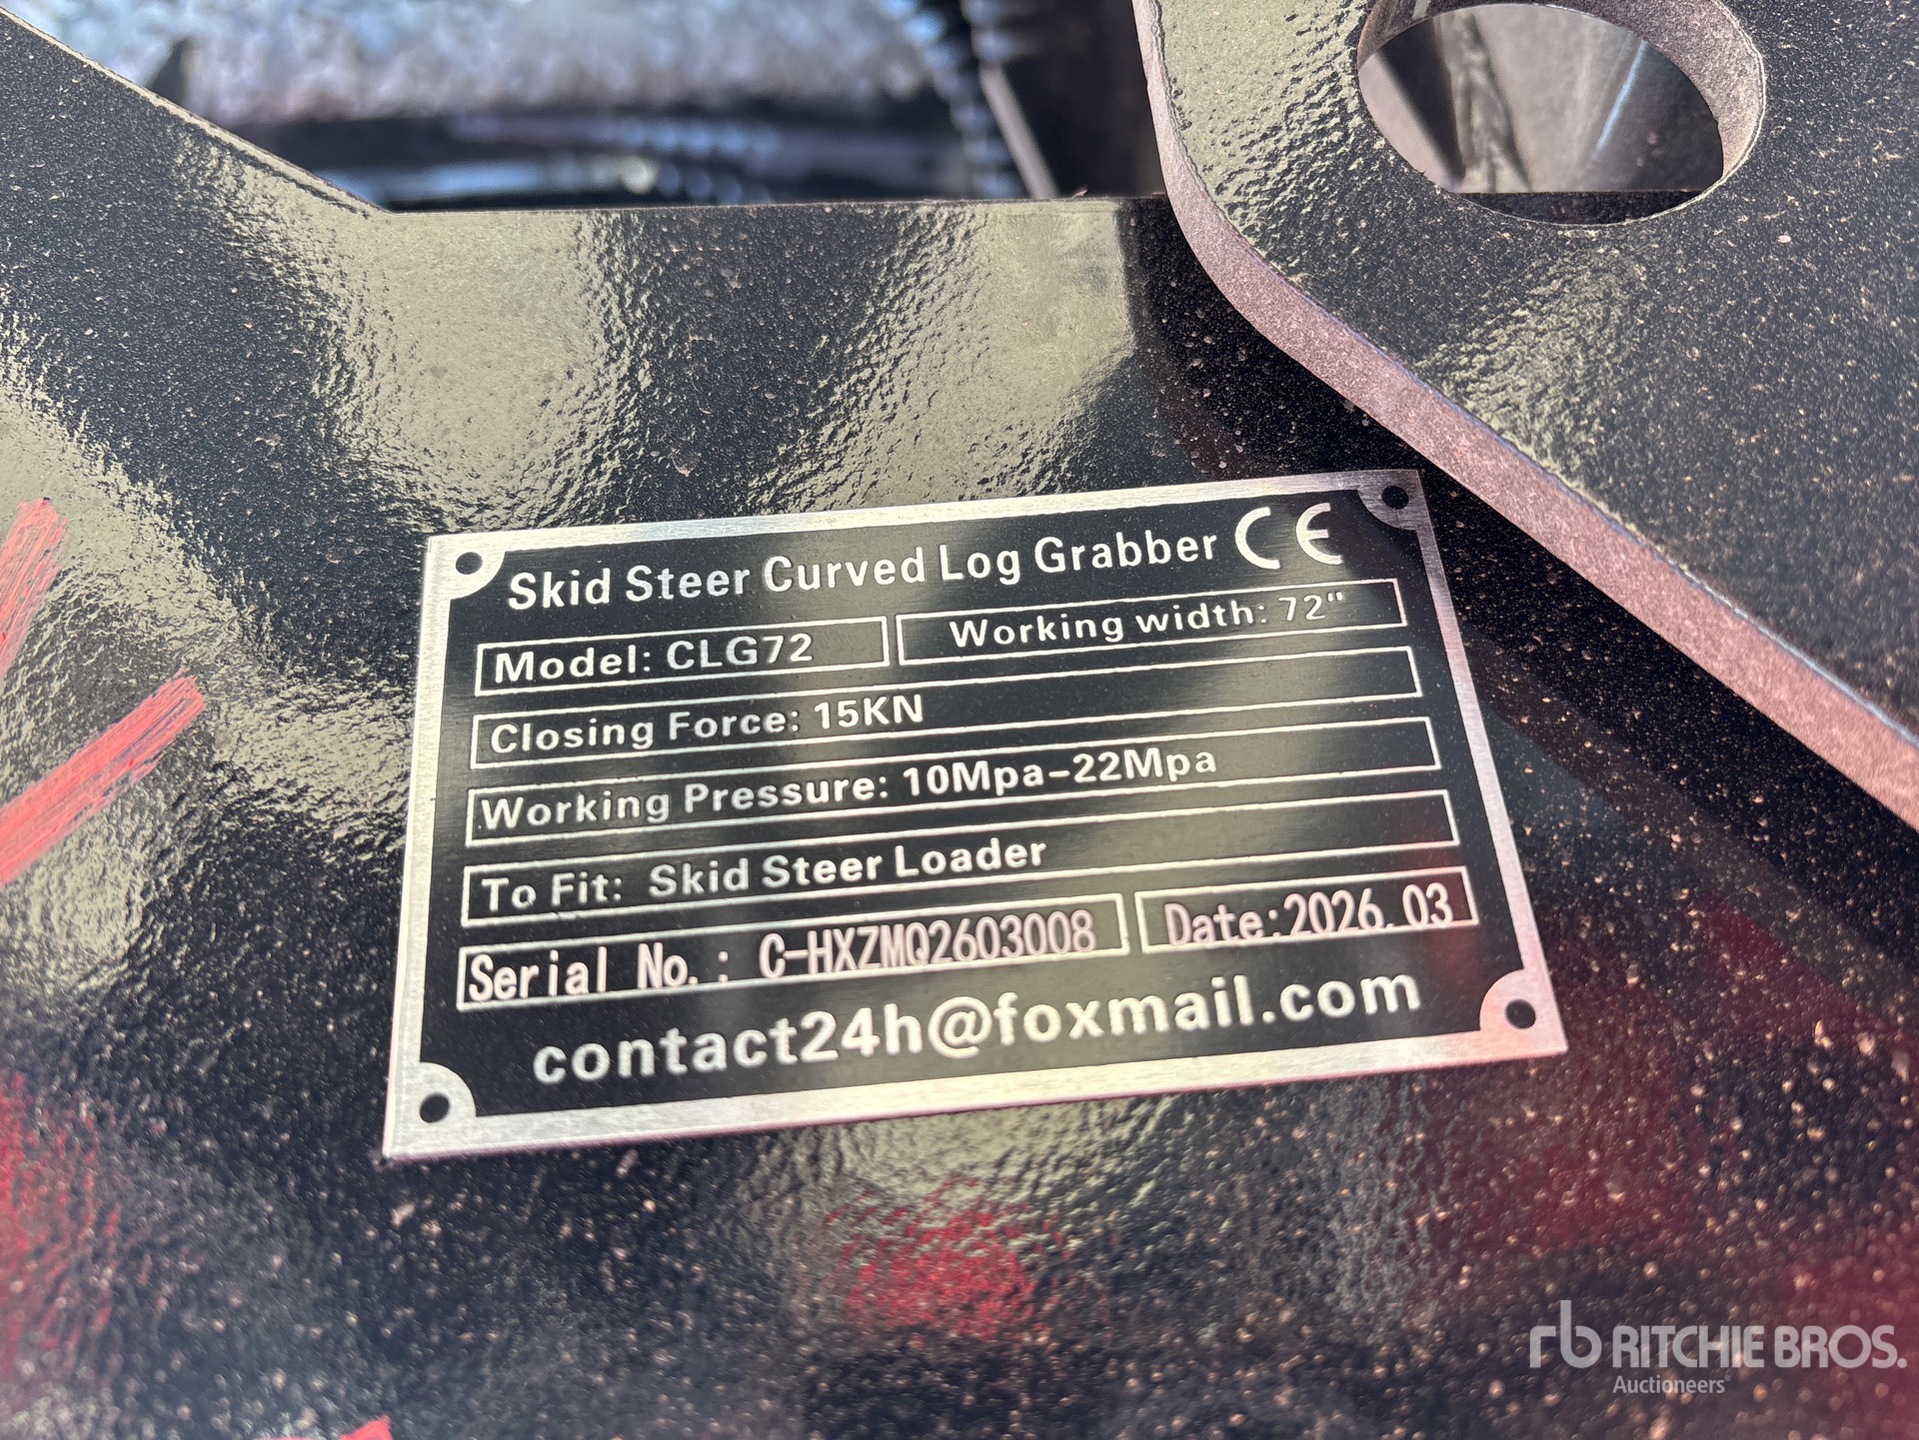 Skid Steer Curved Log Grabber CE
Model: CLG72
Working width: 72"
Closing Force: 15KN
Working Pressure: 10Mpa-22Mpa
To Fit: Skid Steer Loader
Serial No.: C-HXZMQ2603008
Date:2026.03
contact24h@foxmail.com
rb RITCHIE BROS.
Auctioneers